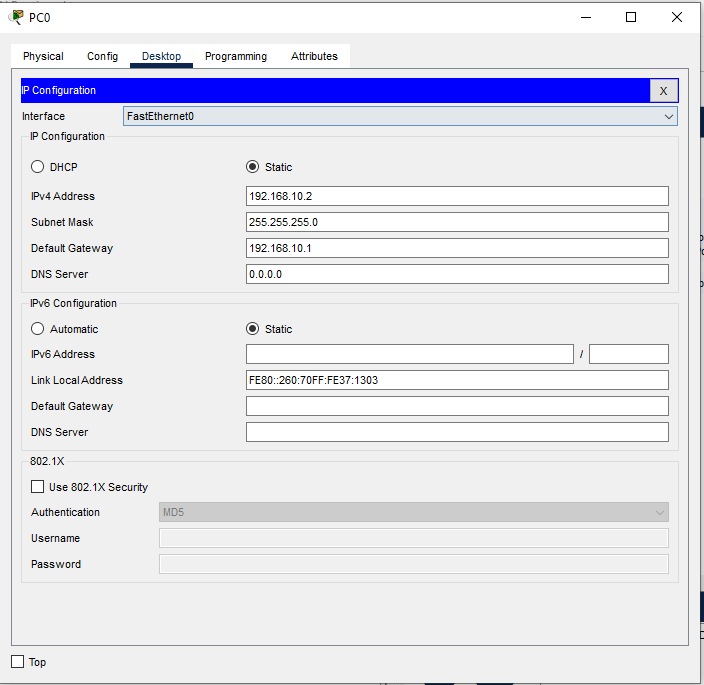 PC0
Physical Config Desktop Programming Attributes
IP Configuration X
Interface FastEthernet0
IP Configuration
DHCP Static
IPv4 Address 192.168.10.2
Subnet Mask 255.255.255.0
Default Gateway 192.168.10.1
DNS Server 0.0.0.0
IPv6 Configuration
Automatic Static
IPv6 Address /
Link Local Address FE80::260:70FF:FE37:1303
Default Gateway
DNS Server
802.1X
Use 802.1X Security
Authentication MD5
Username
Password
Top